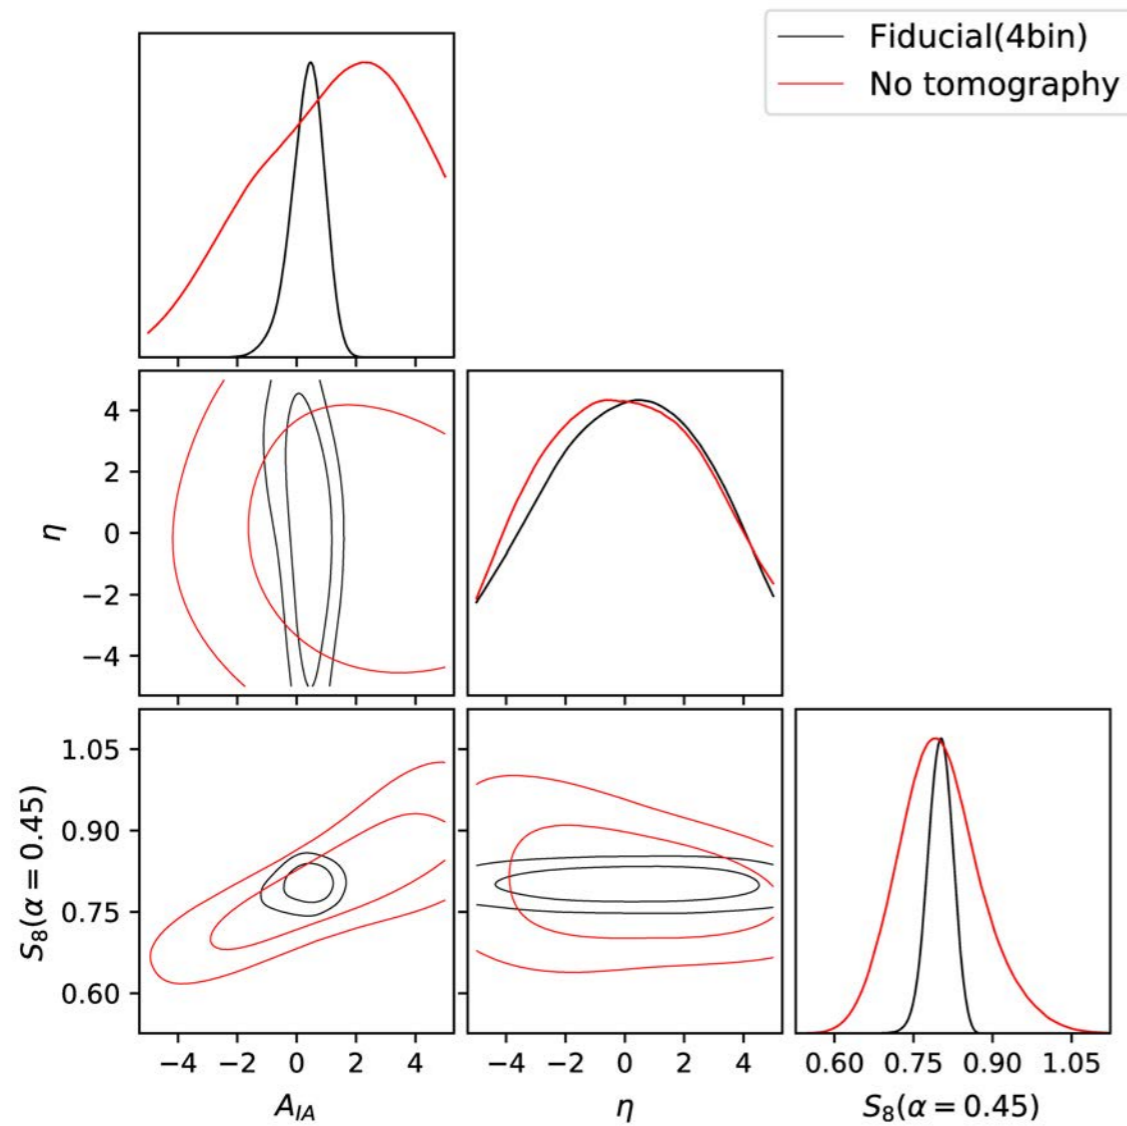 Fiducial(4bin)
No tomography
η
4
2
0
−2
−4
S₈(α = 0.45)
1.05
0.90
0.75
0.60
−4 −2 0 2 4
−4 −2 0 2 4
0.60 0.75 0.90 1.05
A_{IA}
η
S₈(α = 0.45)